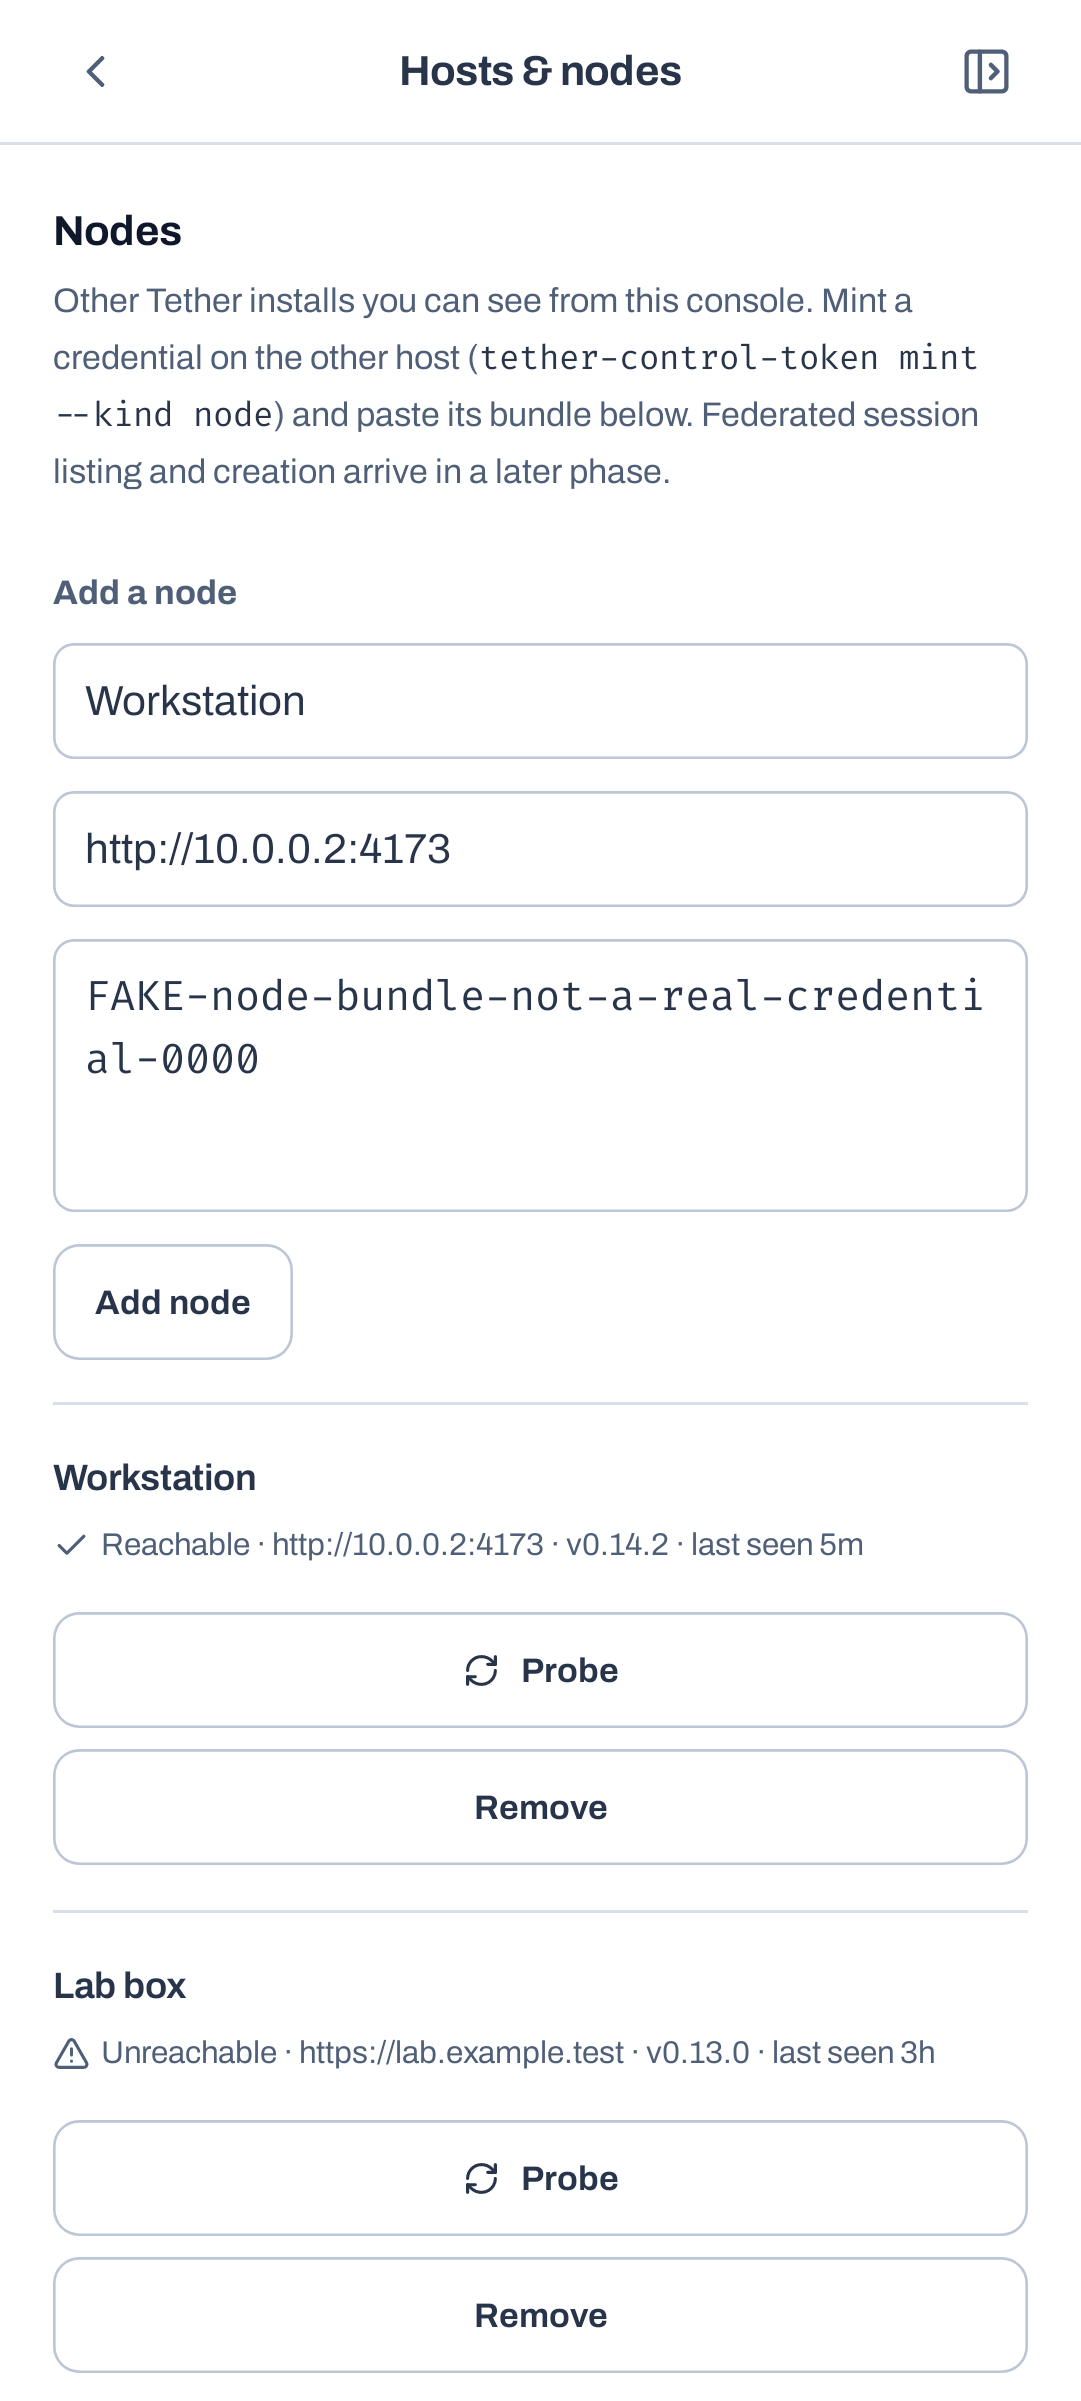 Hosts & nodes
Nodes
Other Tether installs you can see from this console. Mint a
credential on the other host (tether-control-token mint
--kind node) and paste its bundle below. Federated session
listing and creation arrive in a later phase.
Add a node
Workstation
http://10.0.0.2:4173
FAKE-node-bundle-not-a-real-credenti
al-0000
Add node
Workstation
Reachable · http://10.0.0.2:4173 · v0.14.2 · last seen 5m
Probe
Remove
Lab box
Unreachable · https://lab.example.test · v0.13.0 · last seen 3h
Probe
Remove